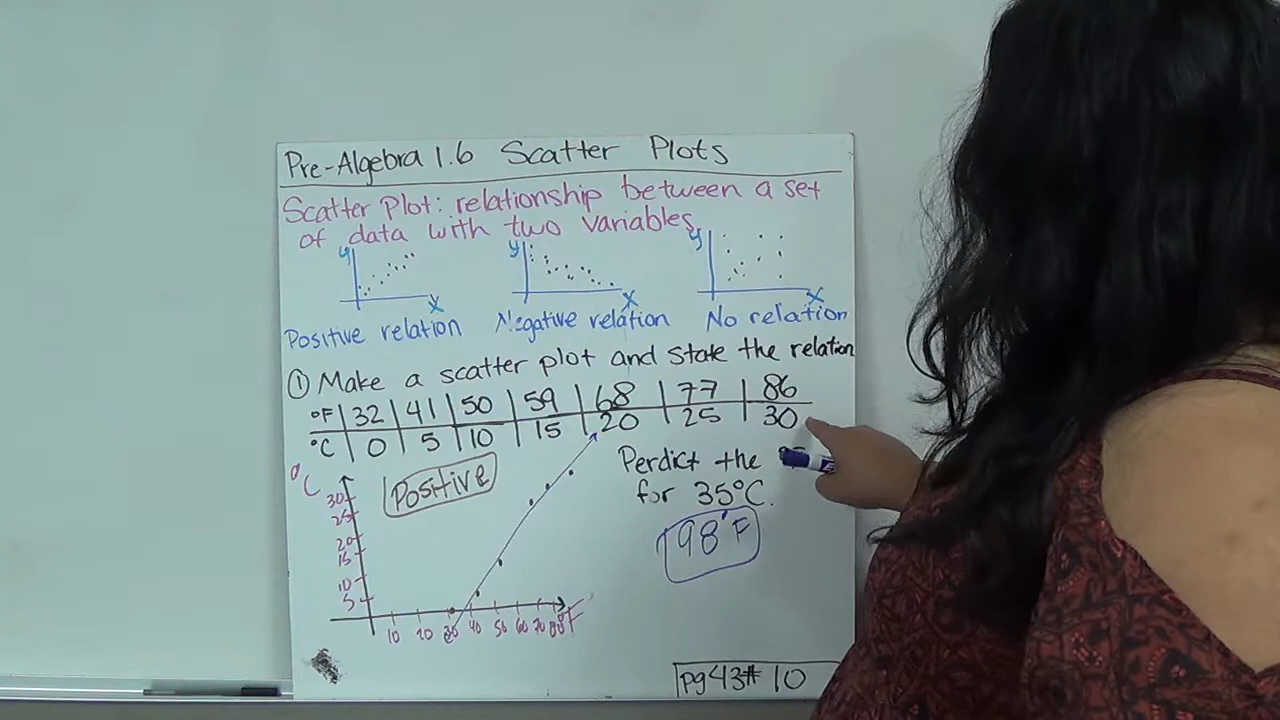 Pre-Algebra 1.6 Scatter Plots
Scatter Plot: relationship between a set
of data with two variables
y y y
x x x
Positive relation Negative relation No relation
① Make a scatter plot and state the relation
°F 32 41 50 59 68 77 86
°C 0 5 10 15 20 25 30
Perdict the
for 35°C.
98°F
Positive
°C
30
25
20
15
10
5
10 20 30 40 50 60 70 80 °F
pg43# 10